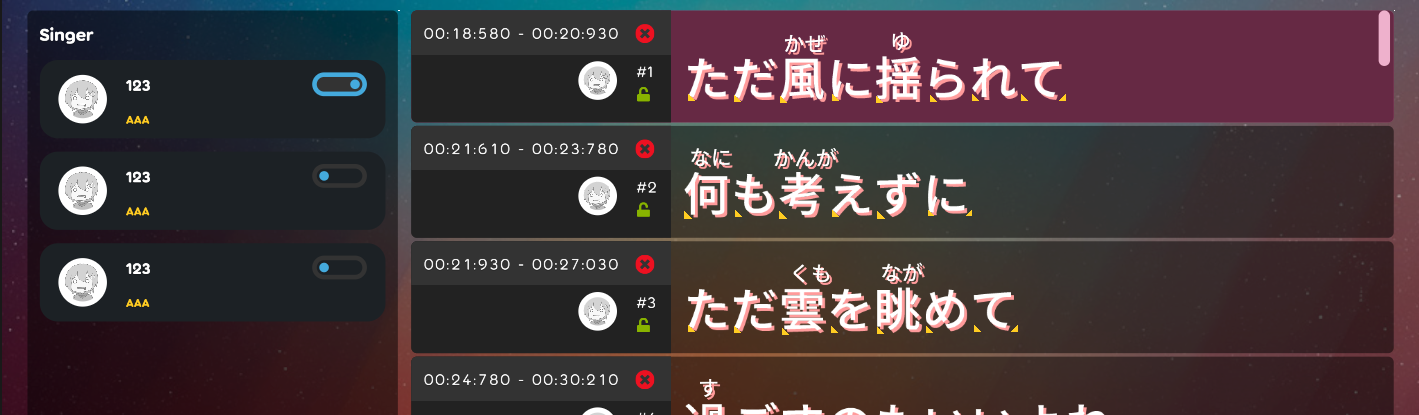 Singer
123
AAA
123
AAA
123
AAA
00:18:580 - 00:20:930
#1
かぜ ゆ
ただ風に揺られて
00:21:610 - 00:23:780
#2
なに かんが
何も考えずに
00:21:930 - 00:27:030
#3
くも なが
ただ雲を眺めて
00:24:780 - 00:30:210
す